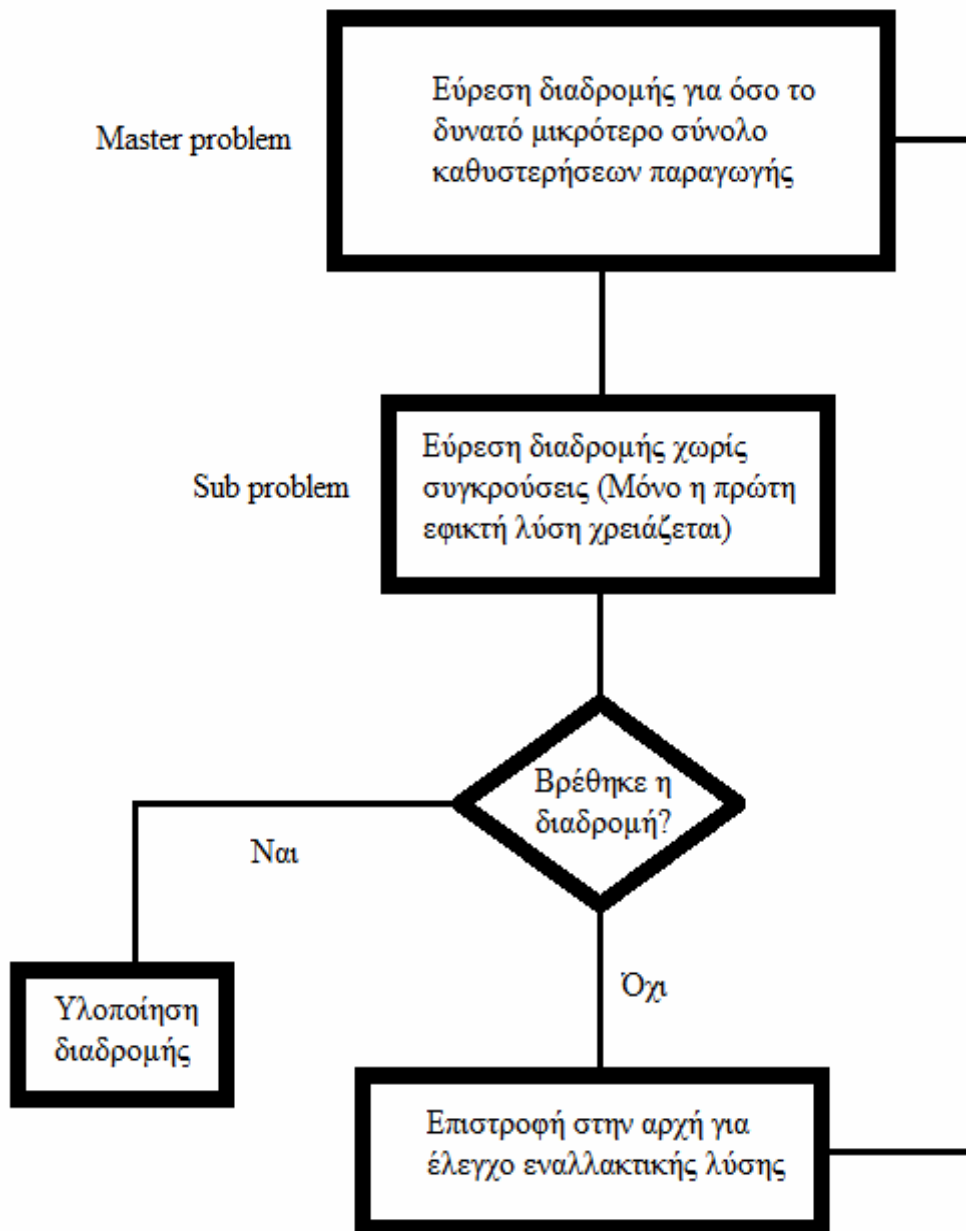 Εύρεση διαδρομής για όσο το
δυνατό μικρότερο σύνολο
καθυστερήσεων παραγωγής
Master problem
Εύρεση διαδρομής χωρίς
συγκρούσεις (Μόνο η πρώτη
εφικτή λύση χρειάζεται)
Sub problem
Βρέθηκε η
διαδρομή?
Ναι
Όχι
Υλοποίηση
διαδρομής
Επιστροφή στην αρχή για
έλεγχο εναλλακτικής λύσης